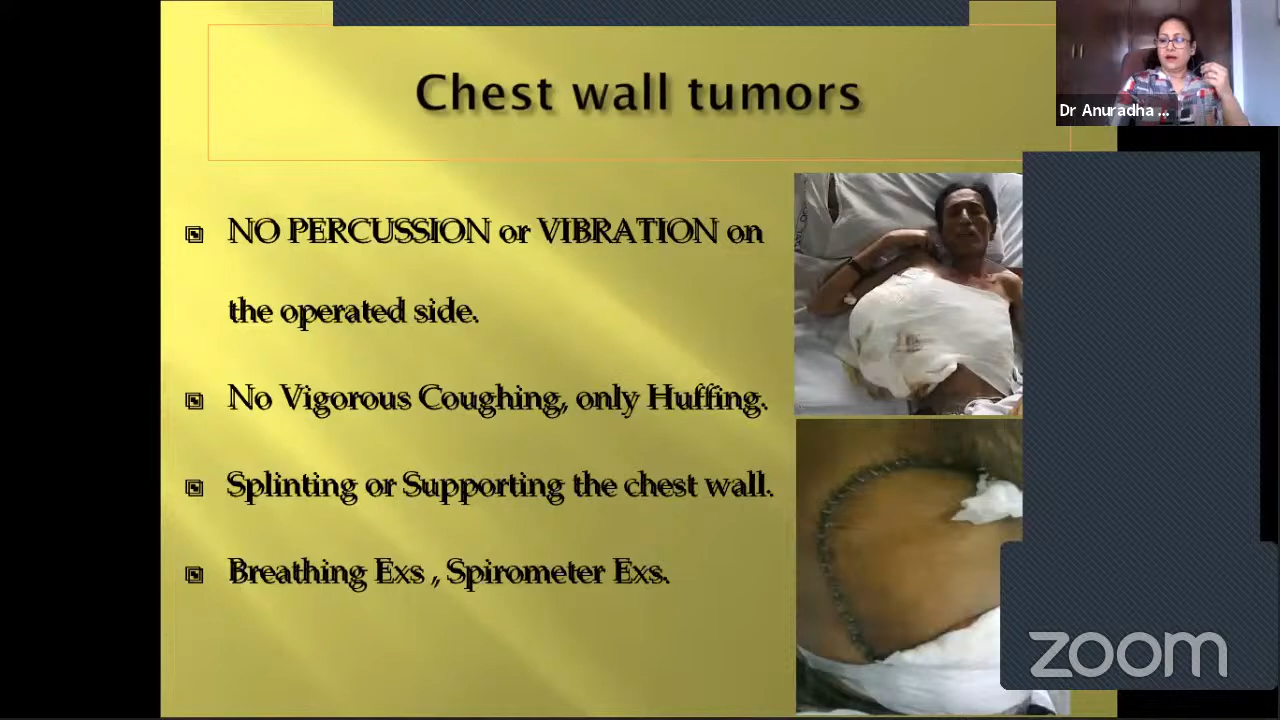 Chest wall tumors
Dr Anuradha ...
NO PERCUSSION or VIBRATION on
the operated side.
No Vigorous Coughing, only Huffing.
Splinting or Supporting the chest wall.
Breathing Exs , Spirometer Exs.
zoom